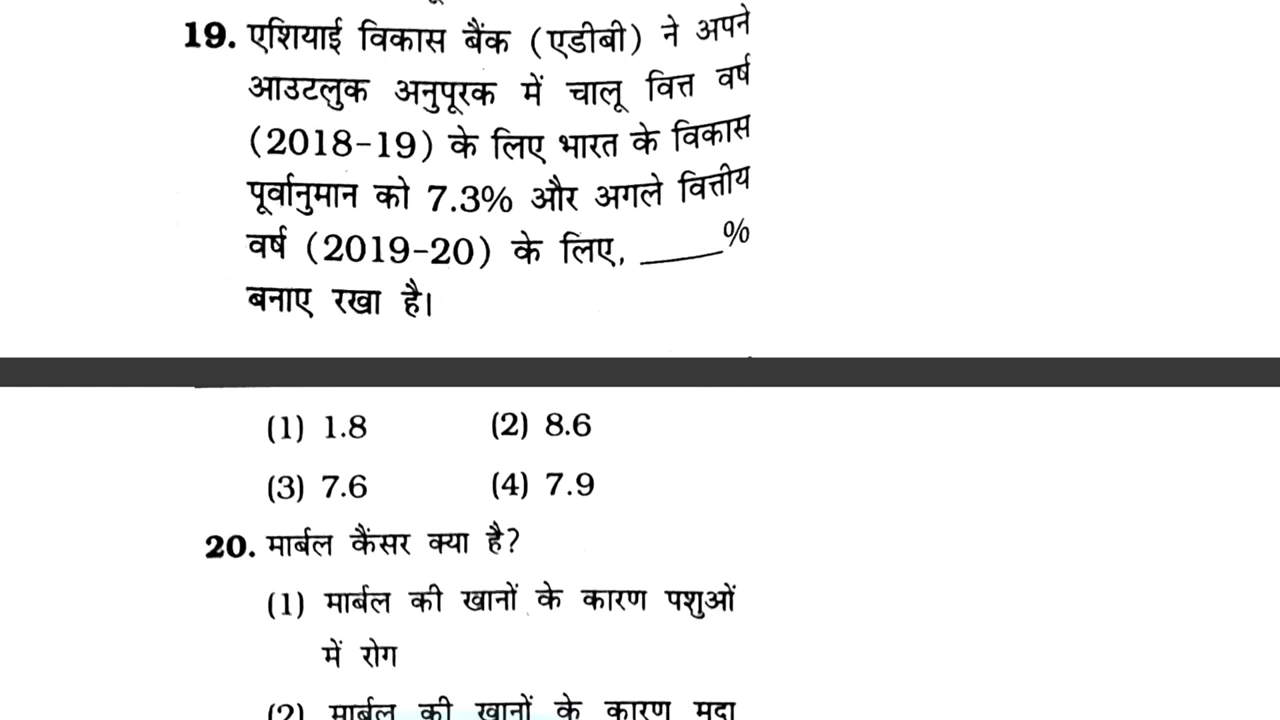 19. एशियाई विकास बैंक (एडीबी) ने अपने
आउटलुक अनुपूरक में चालू वित्त वर्ष
(2018-19) के लिए भारत के विकास
पूर्वानुमान को 7.3% और अगले वित्तीय
वर्ष (2019-20) के लिए, _____%
बनाए रखा है।
(1) 1.8 (2) 8.6
(3) 7.6 (4) 7.9
20. मार्बल कैंसर क्या है?
(1) मार्बल की खानों के कारण पशुओं
में रोग
(2) मार्बल की खानों के कारण